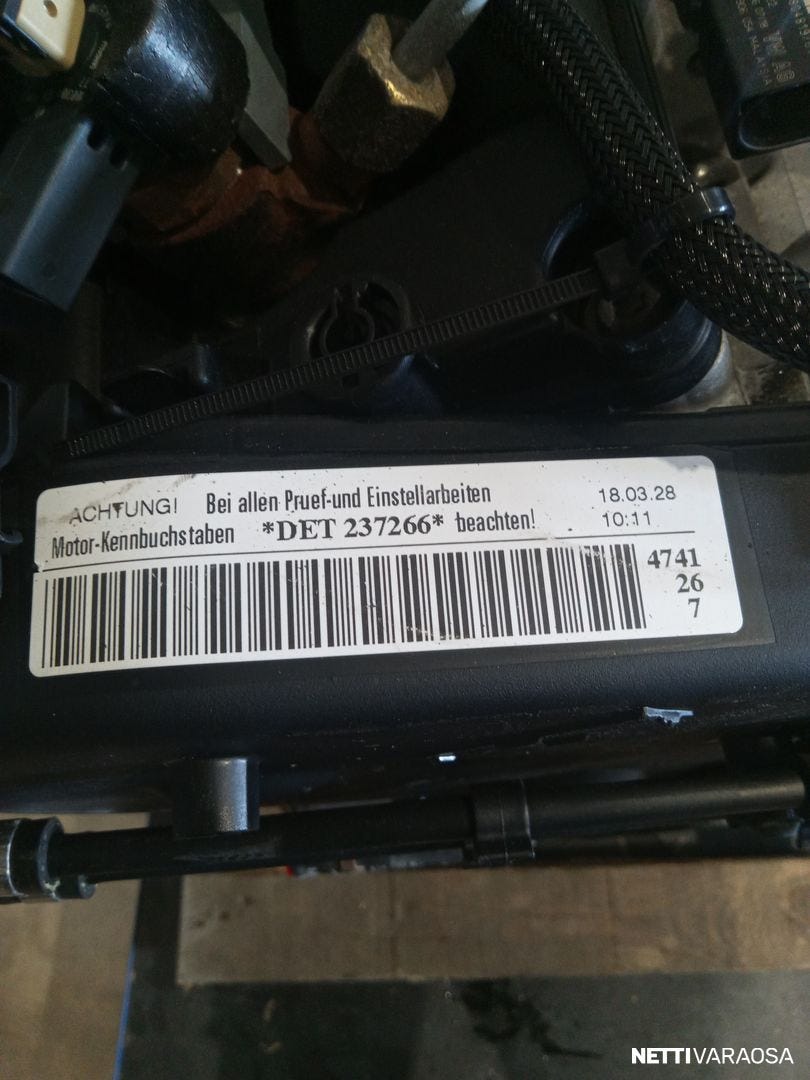 ACHTUNG! Bei allen Pruef-und Einstellarbeiten
Motor-Kennbuchstaben *DET 237266* beachten!
18.03.28
10:11
4741
26
7
NETTIVARAOSA